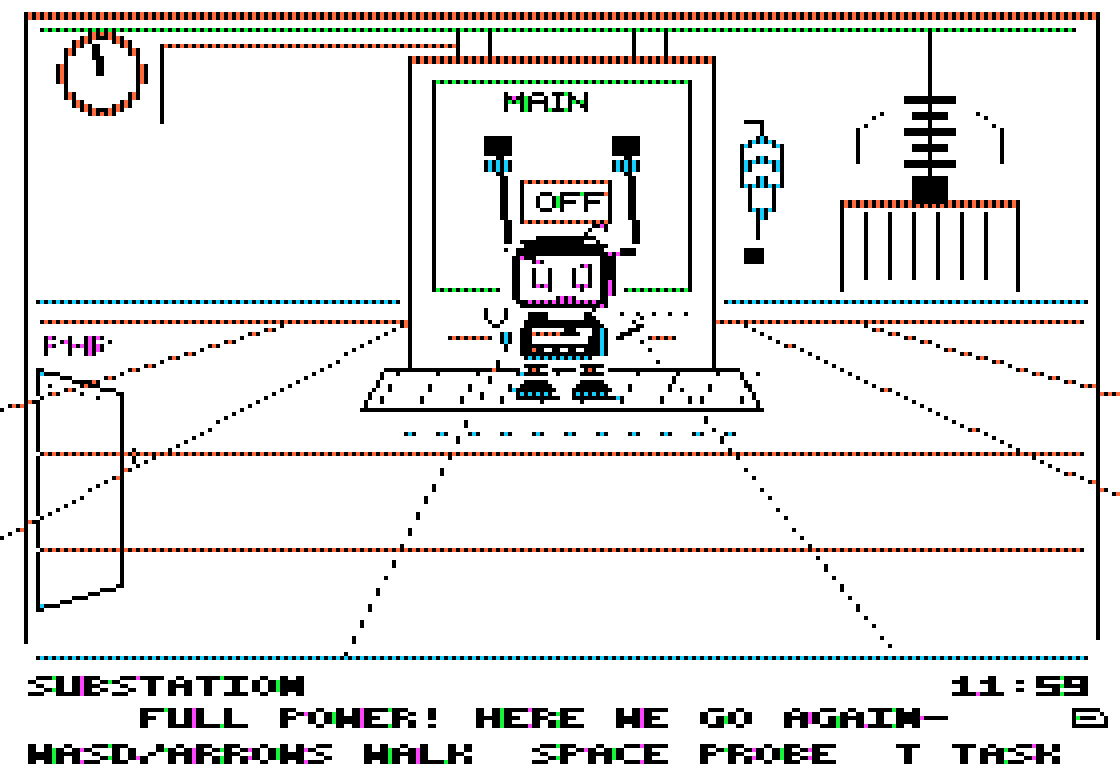 MAIN
OFF
SUBSTATION 11:59
FULL POWER! HERE WE GO AGAIN—
WASD/ARROWS WALK SPACE PROBE T TASK